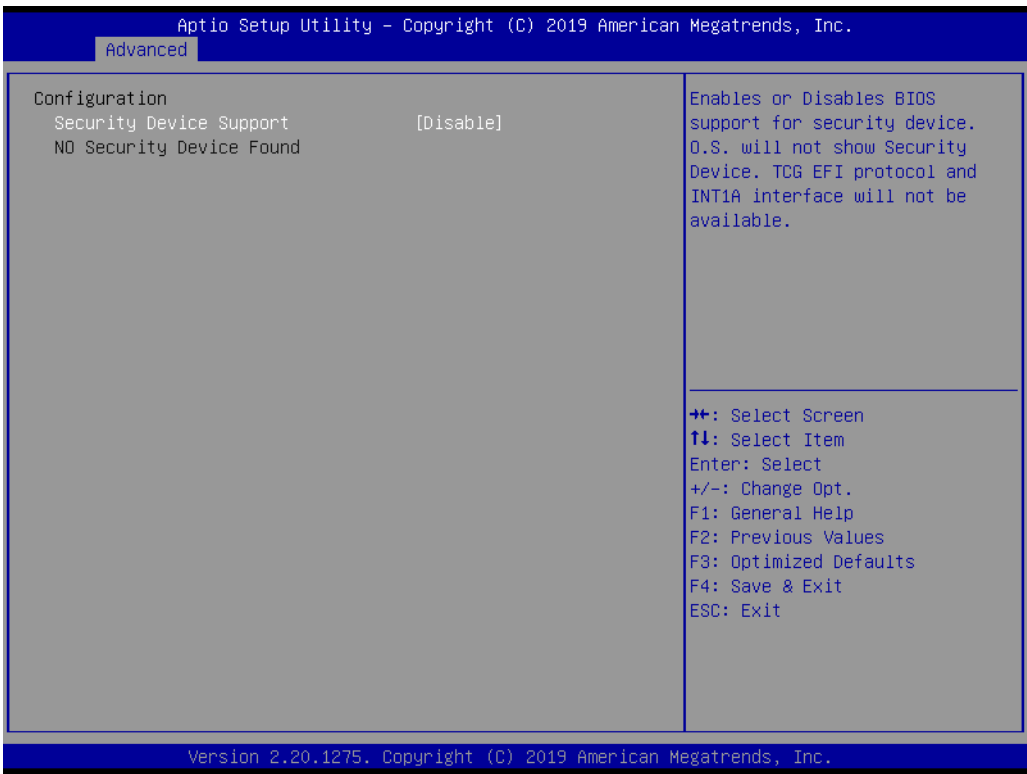 Aptio Setup Utility – Copyright (C) 2019 American Megatrends, Inc.
Advanced
Configuration
Security Device Support [Disable]
NO Security Device Found
Enables or Disables BIOS
support for security device.
O.S. will not show Security
Device. TCG EFI protocol and
INT1A interface will not be
available.
→←: Select Screen
↑↓: Select Item
Enter: Select
+/-: Change Opt.
F1: General Help
F2: Previous Values
F3: Optimized Defaults
F4: Save & Exit
ESC: Exit
Version 2.20.1275. Copyright (C) 2019 American Megatrends, Inc.